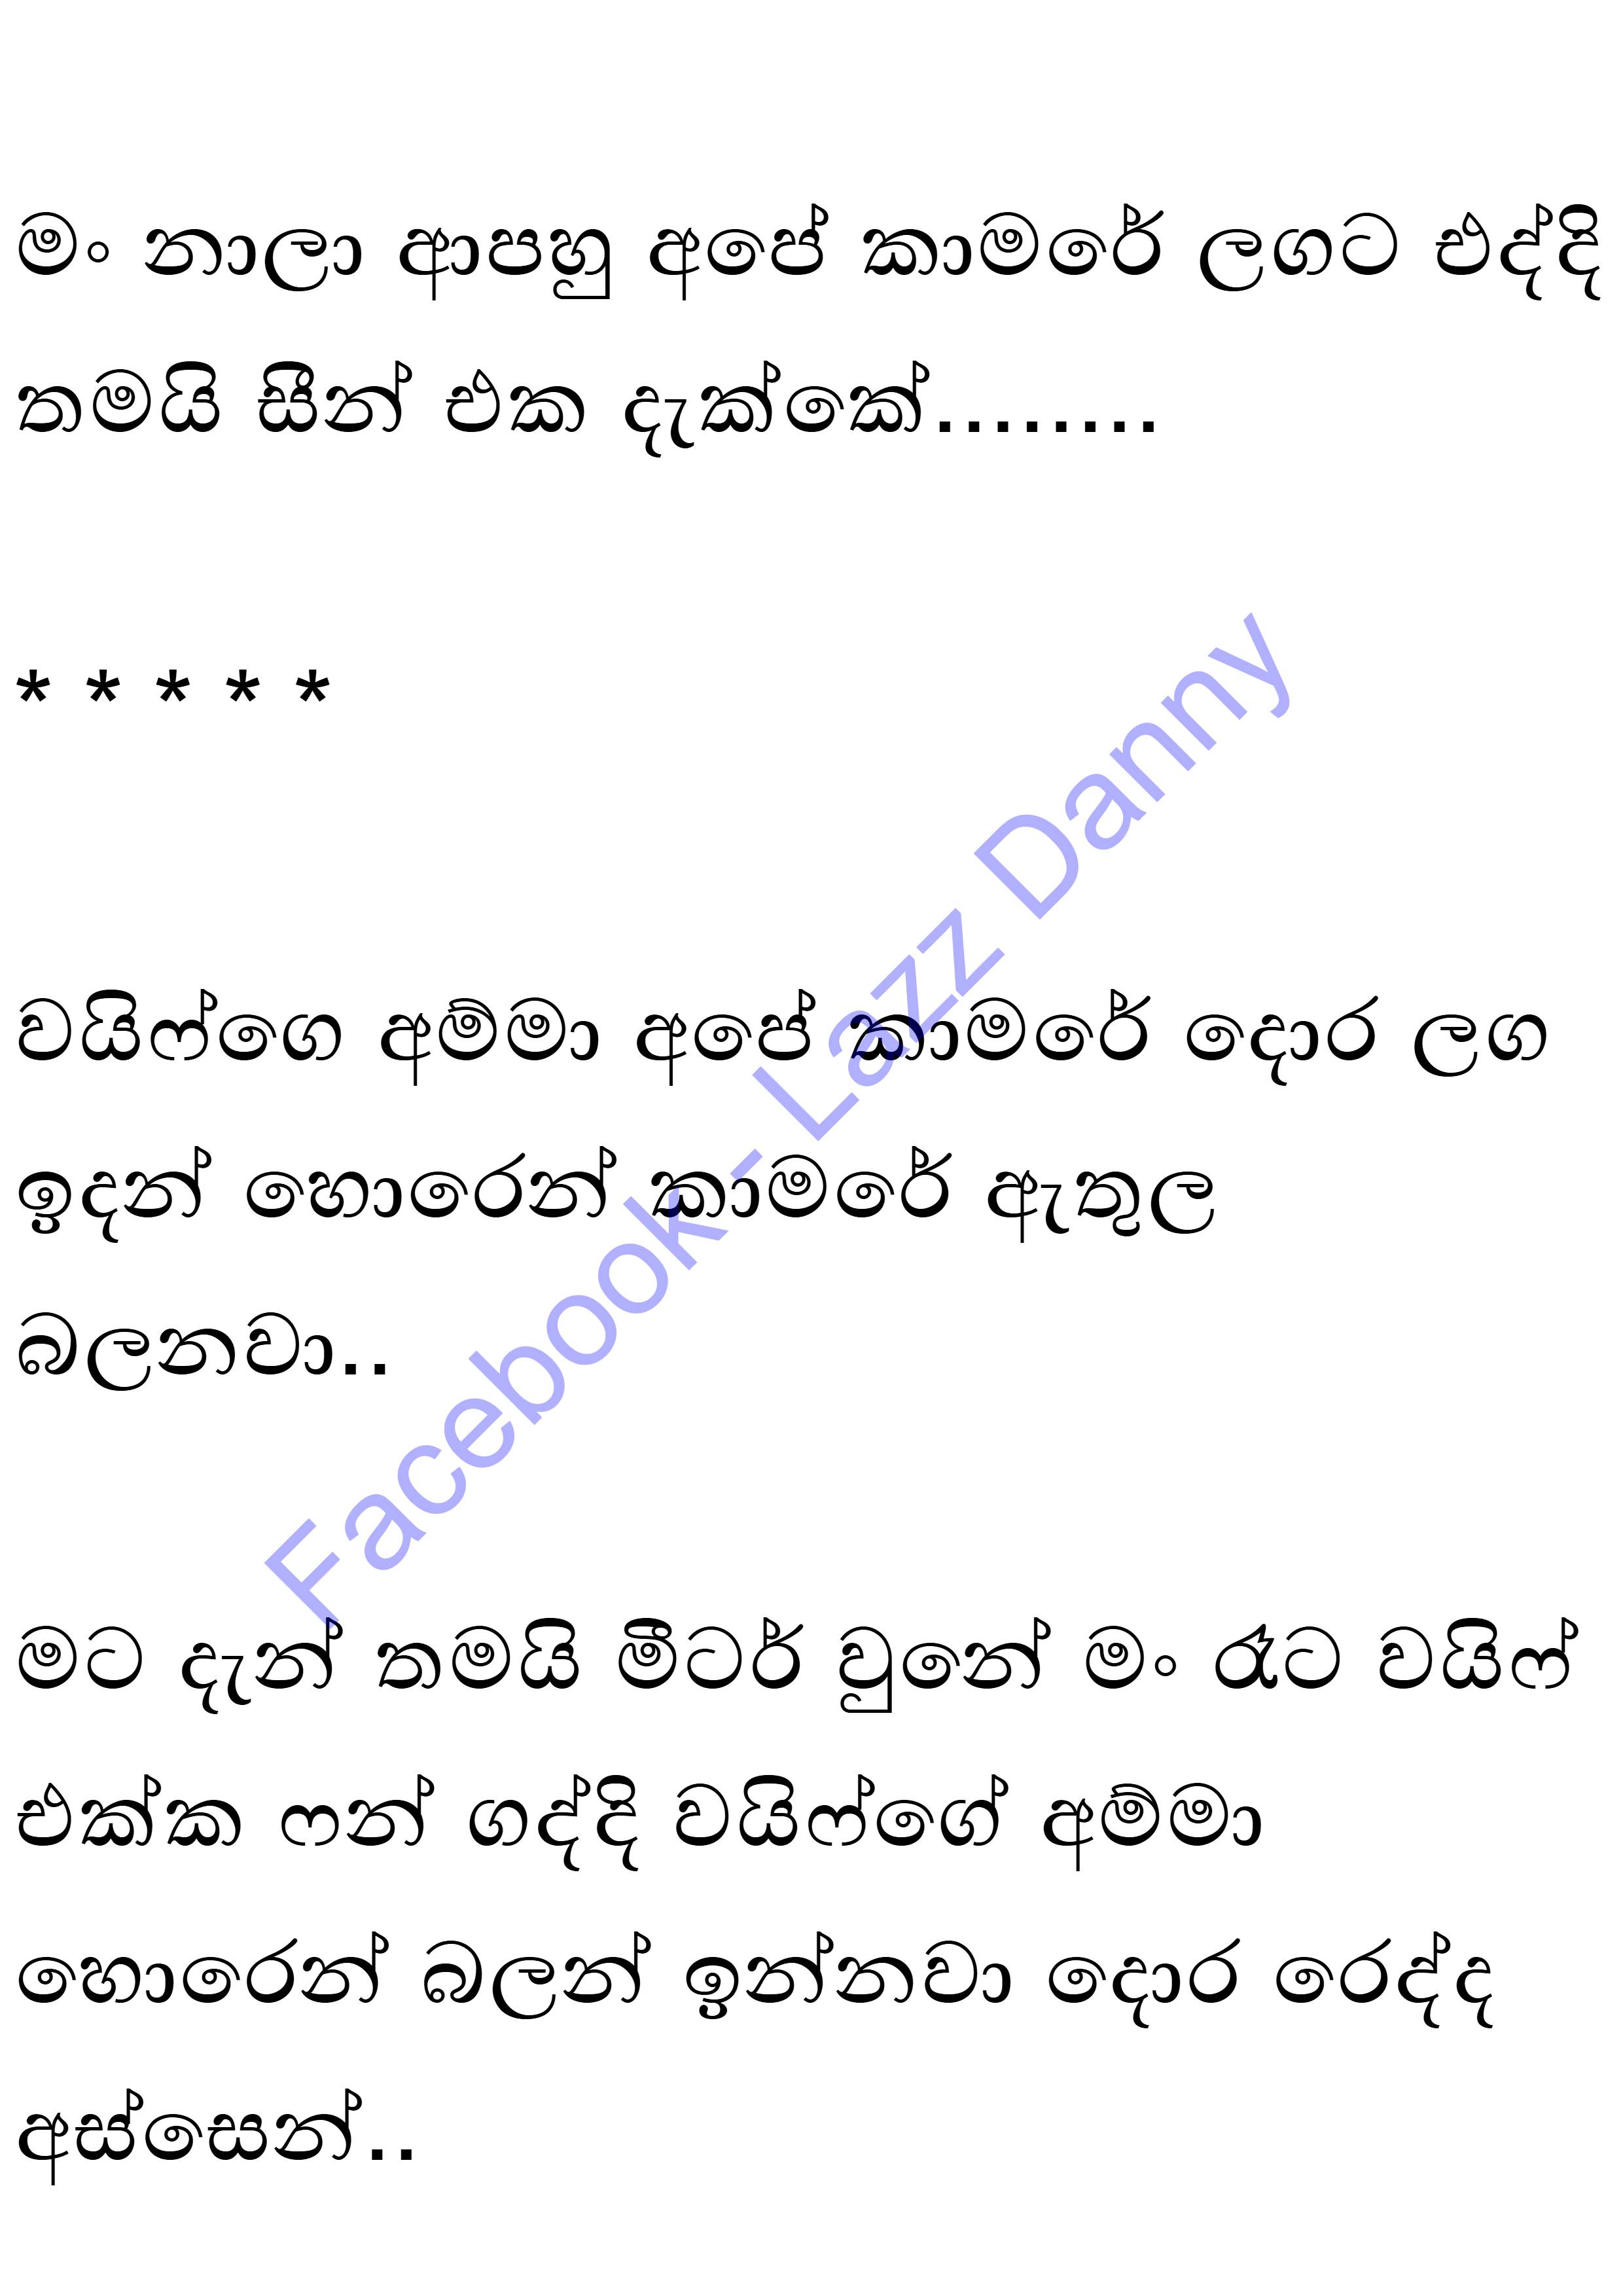 මං නාලා ආපහු අපේ කාමරේ ලගට එද්දි
තමයි සීන් එක දැක්කේ........
* * * * *
වයිෆ්ගෙ අම්මා අපේ කාමරේ දොර ලග
ඉදන් හොරෙන් කාමරේ ඇතුල
බලනවා..
මට දැන් තමයි මීටර් වුනේ මං රෑට වයිෆ්
එක්ක ෆන් ගද්දි වයිෆ්ගේ අම්මා
හොරෙන් බලන් ඉන්නවා දොර රෙද්ද
අස්සෙන්..
Facebook- Lazz Danny